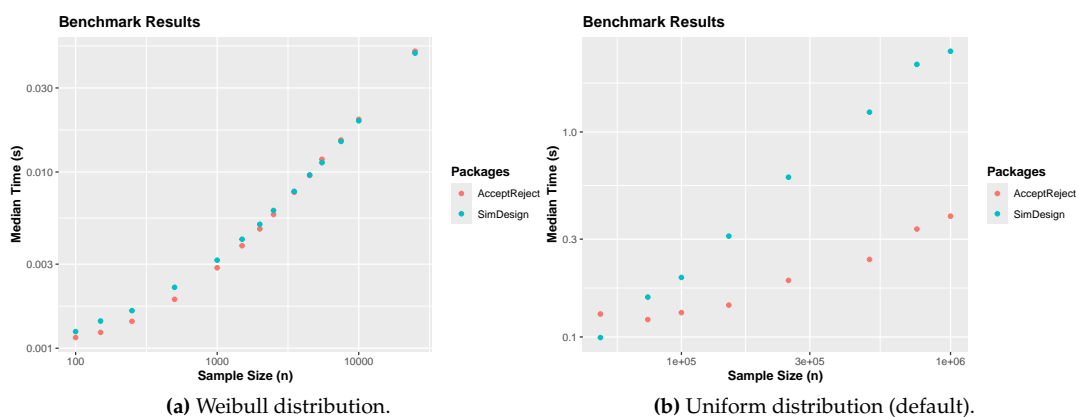 Benchmark Results
Median Time (s)
0.030
0.010
0.003
0.001
100
1000
10000
Sample Size (n)
Packages
AcceptReject
SimDesign
(a) Weibull distribution.
Benchmark Results
Median Time (s)
1.0
0.3
0.1
1e+05
3e+05
1e+06
Sample Size (n)
Packages
AcceptReject
SimDesign
(b) Uniform distribution (default).